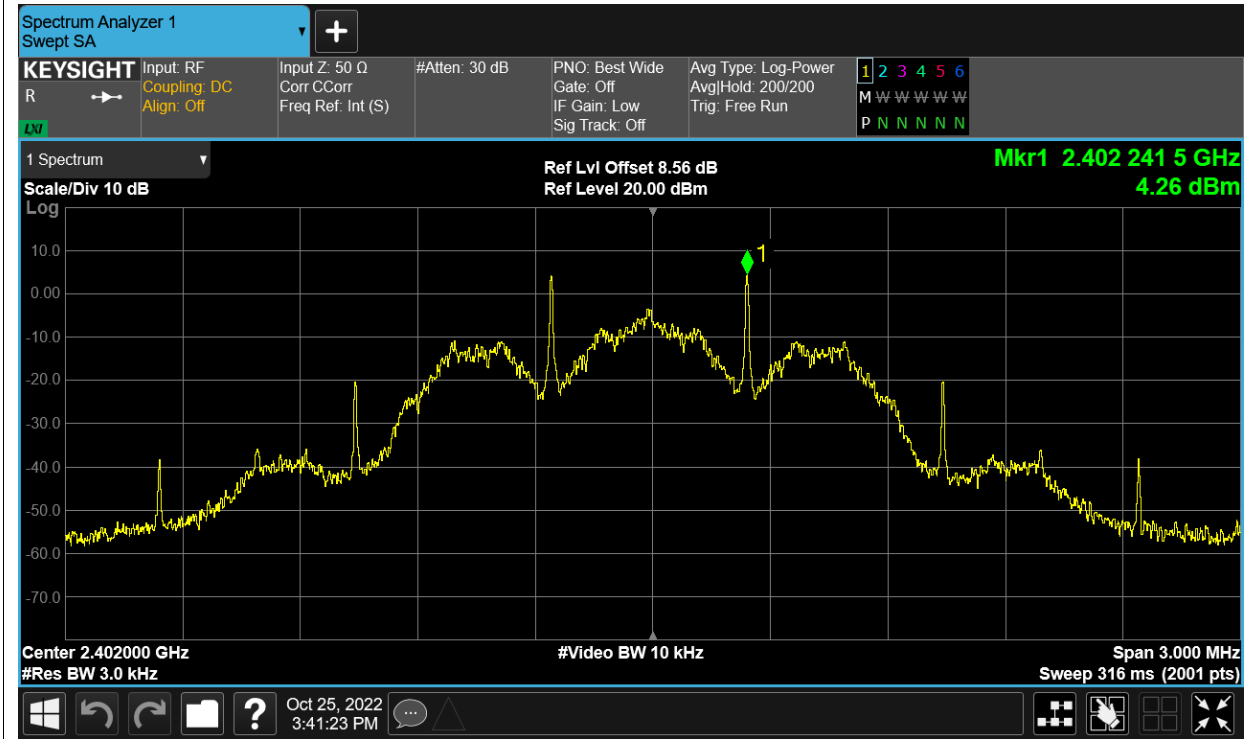 Spectrum Analyzer 1
Swept SA
+
KEYSIGHT
R
LXI
Input: RF
Coupling: DC
Align: Off
Input Z: 50 Ω
Corr CCorr
Freq Ref: Int (S)
#Atten: 30 dB
PNO: Best Wide
Gate: Off
IF Gain: Low
Sig Track: Off
Avg Type: Log-Power
Avg|Hold: 200/200
Trig: Free Run
1 2 3 4 5 6
M W W W W W W
P N N N N N N
1 Spectrum
Scale/Div 10 dB
Log
Ref Lvl Offset 8.56 dB
Ref Level 20.00 dBm
Mkr1 2.402 241 5 GHz
4.26 dBm
1
10.0
0.00
-10.0
-20.0
-30.0
-40.0
-50.0
-60.0
-70.0
Center 2.402000 GHz
#Res BW 3.0 kHz
#Video BW 10 kHz
Span 3.000 MHz
Sweep 316 ms (2001 pts)
?
Oct 25, 2022
3:41:23 PM